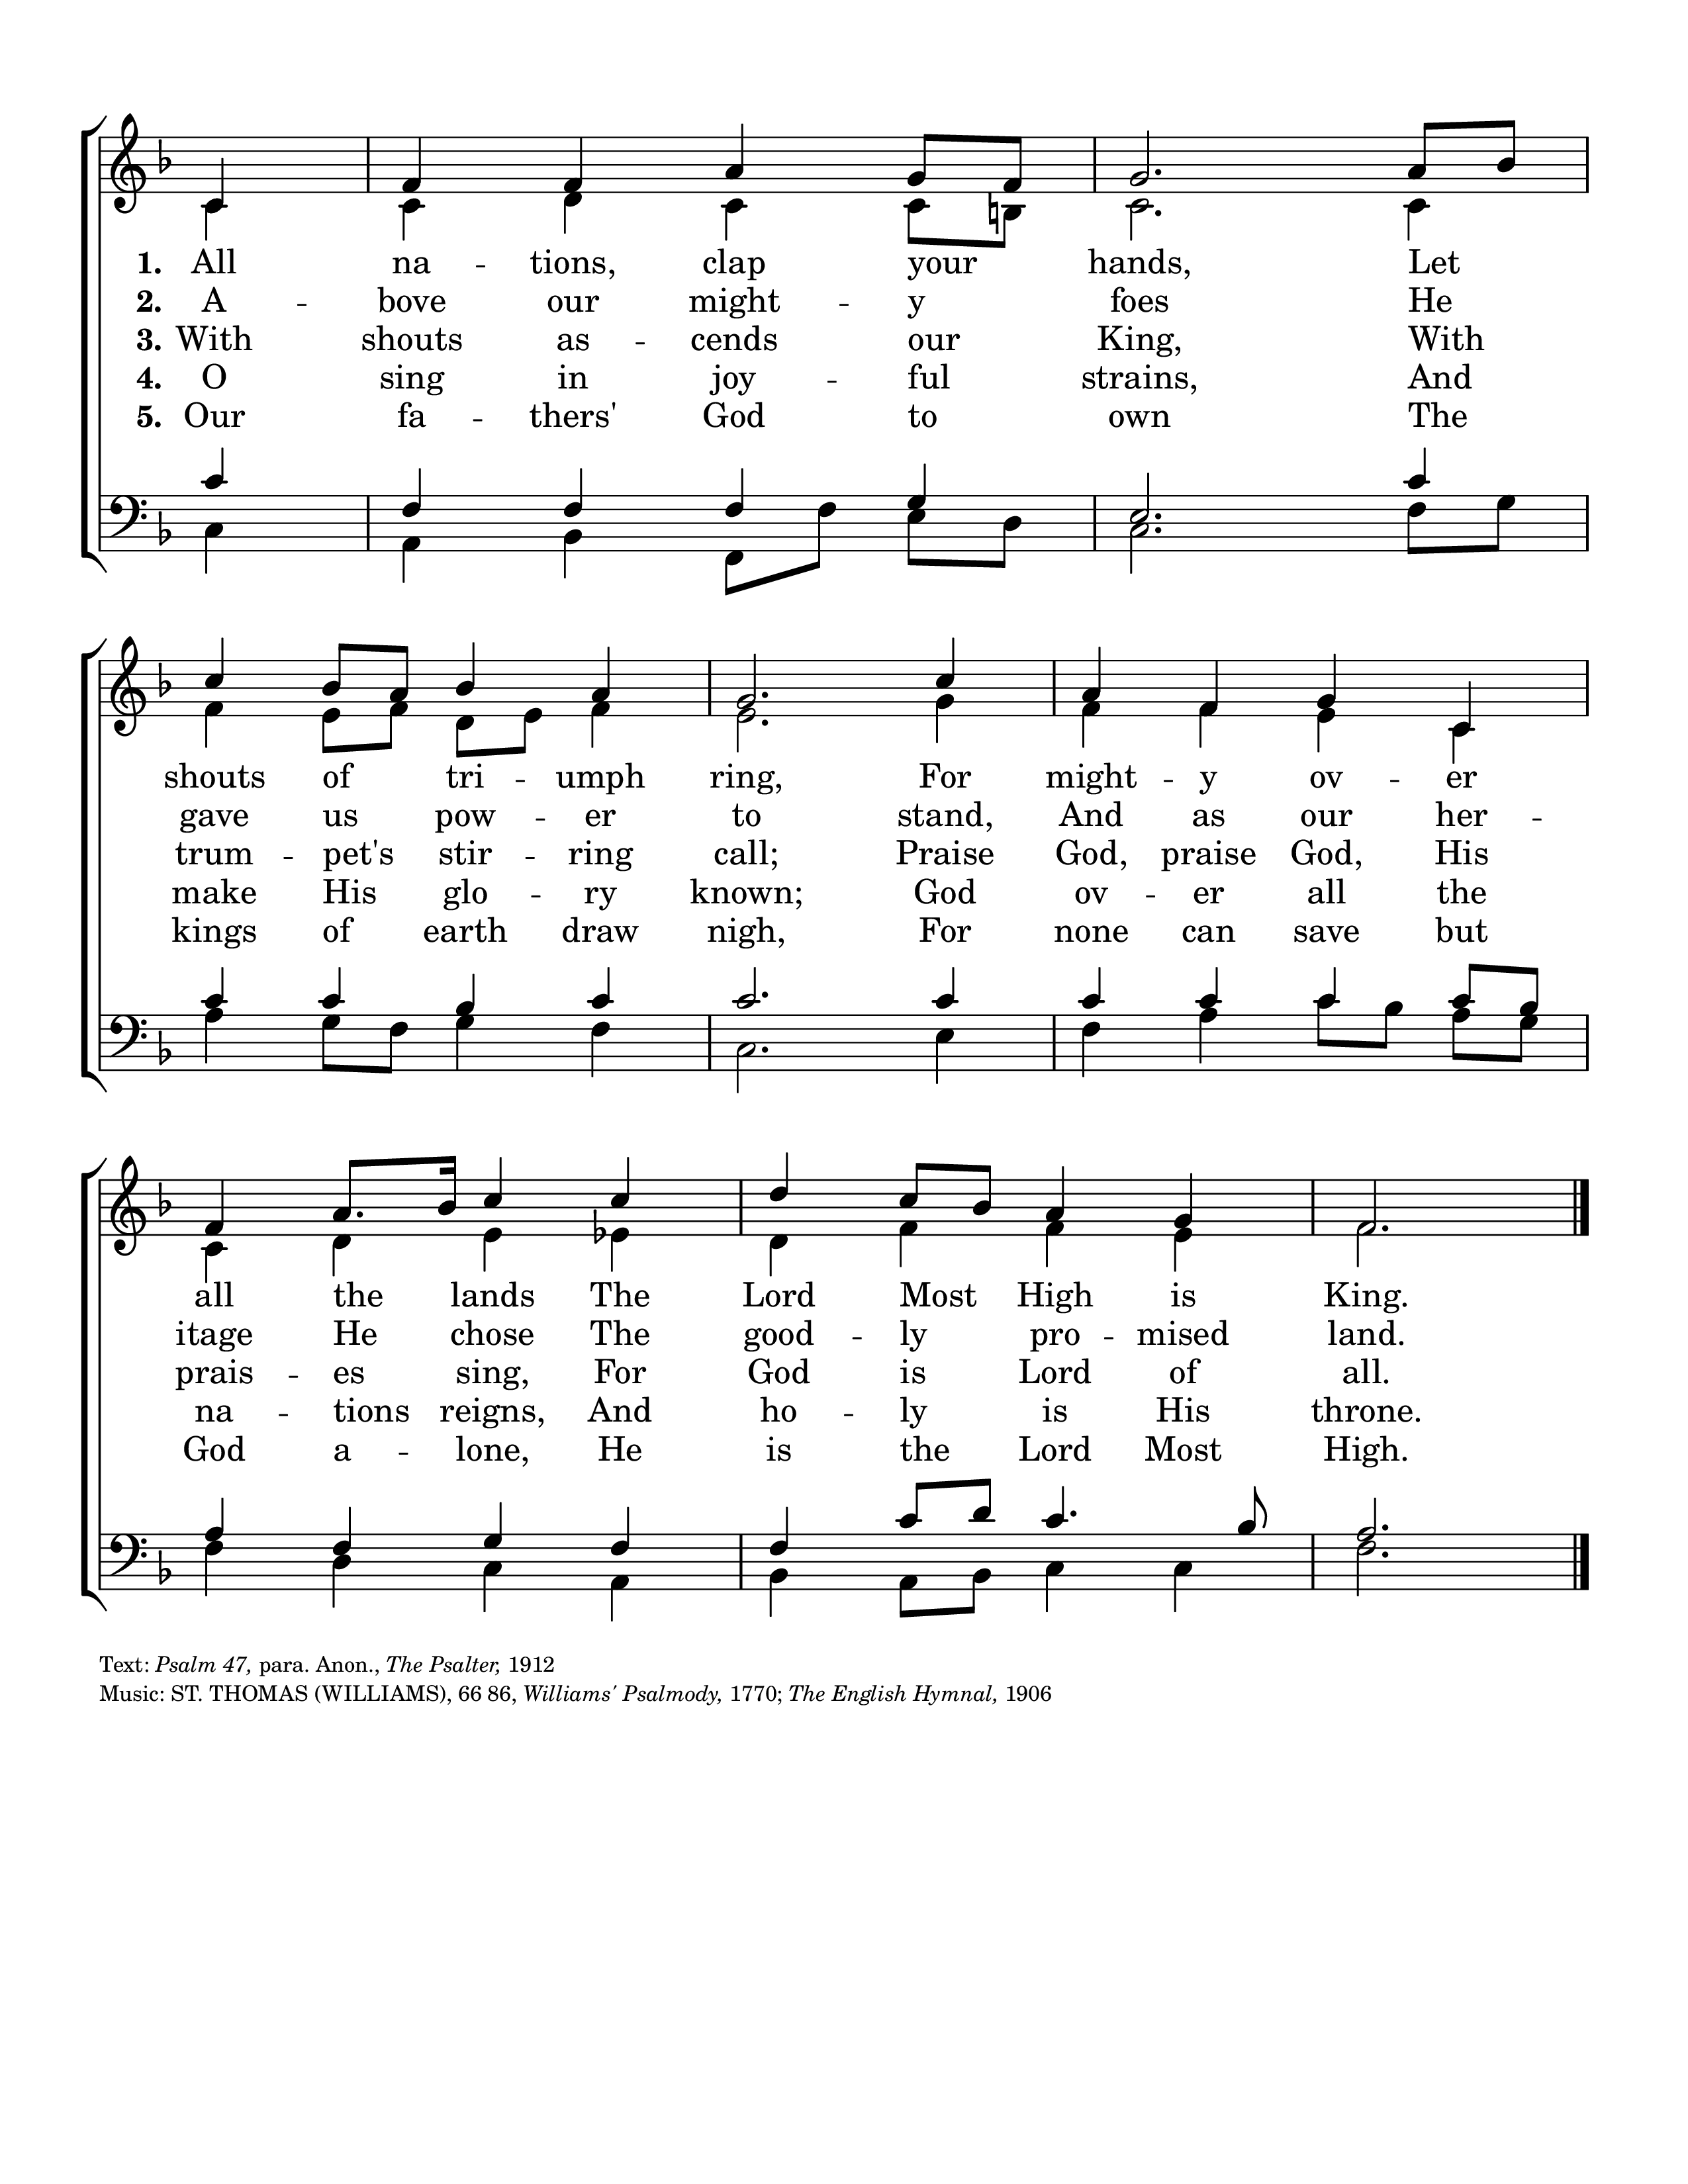 1. All na - tions, clap your hands, Let
2. A - bove our might - y foes He
3. With shouts as - cends our King, With
4. O sing in joy - ful strains, And
5. Our fa - thers' God to own The
shouts of tri - umph ring, For might - y ov - er
gave us pow - er to stand, And as our her -
trum - pet's stir - ring call; Praise God, praise God, His
make His glo - ry known; God ov - er all the
kings of earth draw nigh, For none can save but
all the lands The Lord Most High is King.
itage He chose The good - ly pro - mised land.
prais - es sing, For God is Lord of all.
na - tions reigns, And ho - ly is His throne.
God a - lone, He is the Lord Most High.
Text: Psalm 47, para. Anon., The Psalter, 1912
Music: ST. THOMAS (WILLIAMS), 66 86, Williams' Psalmody, 1770; The English Hymnal, 1906